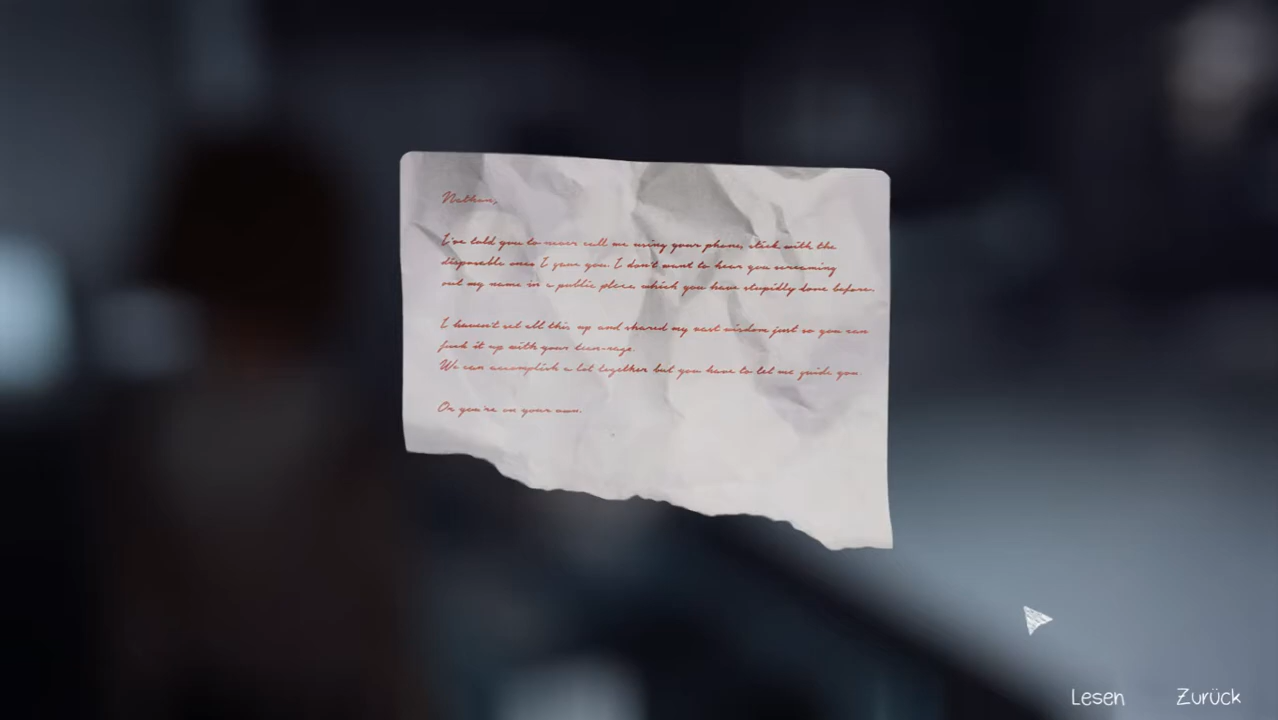 Nathan,
I've told you to never call me using your phone, stick with the
disposable ones I gave you. I don't want to hear you screaming
out my name in a public place, which you have stupidly done before.
I haven't set all this up and shared my vast wisdom just so you can
fuck it up with your teen-rage.
We can accomplish a lot together but you have to let me guide you.
Or you're on your own.
Lesen Zurück